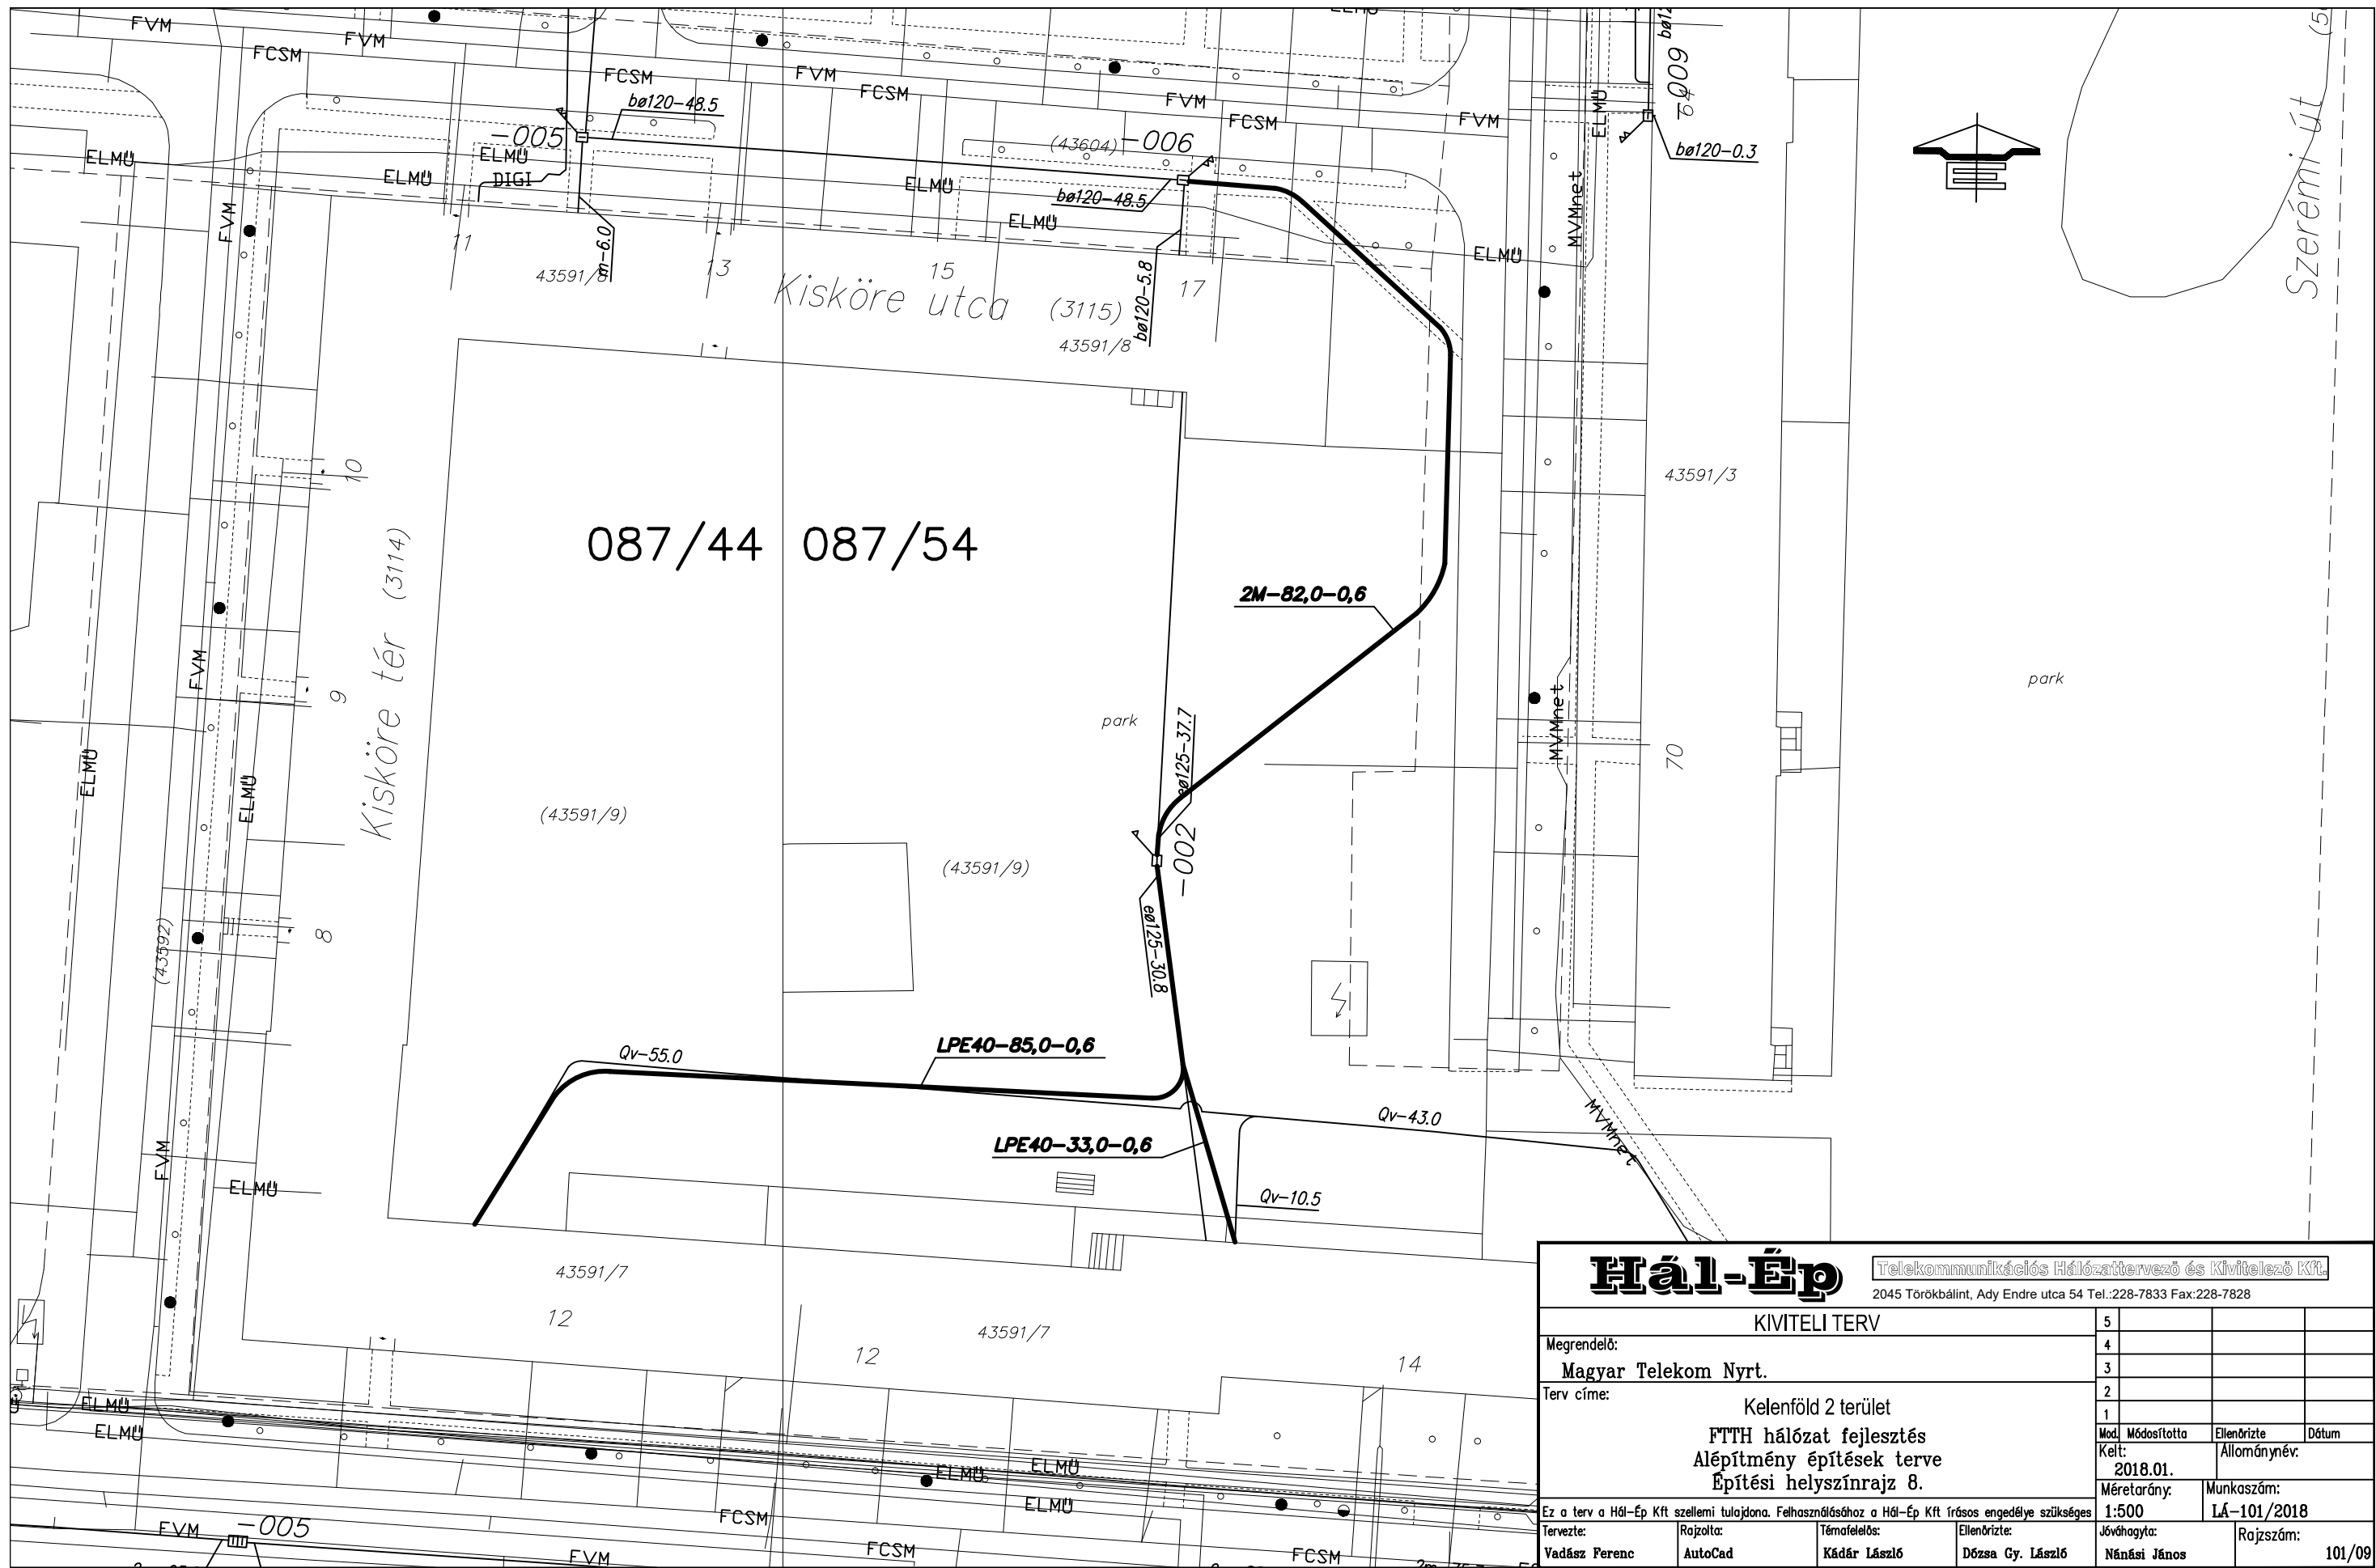 FVM
FCSM
FVM
FCSM
FVM
FCSM
FVM
FCSM
FVM
bø120-48.5
-005
ELMŰ
ELMŰ
ELMŰ
DIGI
(43604)
-006
ELMŰ
bø120-48.5
ELMŰ
ELMŰ
ELMŰ
-009
64
bø120-0.3
MVMnet
Szerémi út
FVM
11
43591/8
m-6.0
13
15
Kisköre utca (3115)
17
43591/8
bø120-5.8
10
43591/3
Kisköre tér (3114)
087/44
087/54
2M-82,0-0,6
FVM
9
park
park
eø125-37.7
MVMnet
70
ELMŰ
ELMŰ
(43591/9)
(43591/9)
-002
8
(43592)
eø125-30.8
Qv-55.0
LPE40-85,0-0,6
Qv-43.0
MVMnet
LPE40-33,0-0,6
FVM
ELMŰ
Qv-10.5
43591/7
12
43591/7
12
14
ELMŰ
ELMŰ
ELMŰ
ELMŰ
ELMŰ
FCSM
FVM
-005
FVM
FCSM
FCSM
Hál-Ép
Telekommunikációs Hálózattervező és Kivitelező Kft.
2045 Törökbálint, Ady Endre utca 54 Tel.:228-7833 Fax:228-7828
KIVITELI TERV
Megrendelő:
Magyar Telekom Nyrt.
Terv címe:
Kelenföld 2 terület
FTTH hálózat fejlesztés
Alépítmény építések terve
Építési helyszínrajz 8.
5
4
3
2
1
Mod. Módosította Ellenőrizte Dátum
Kelt: Állománynév:
2018.01.
Méretarány: Munkaszám:
1:500 LÁ-101/2018
Ez a terv a Hál-Ép Kft szellemi tulajdona. Felhasználásához a Hál-Ép Kft írásos engedélye szükséges
Tervezte: Rajzolta: Témafelelős: Ellenőrizte: Jóváhagyta: Rajzszám:
Vadász Ferenc AutoCad Kádár László Dózsa Gy. László Nánási János 101/09